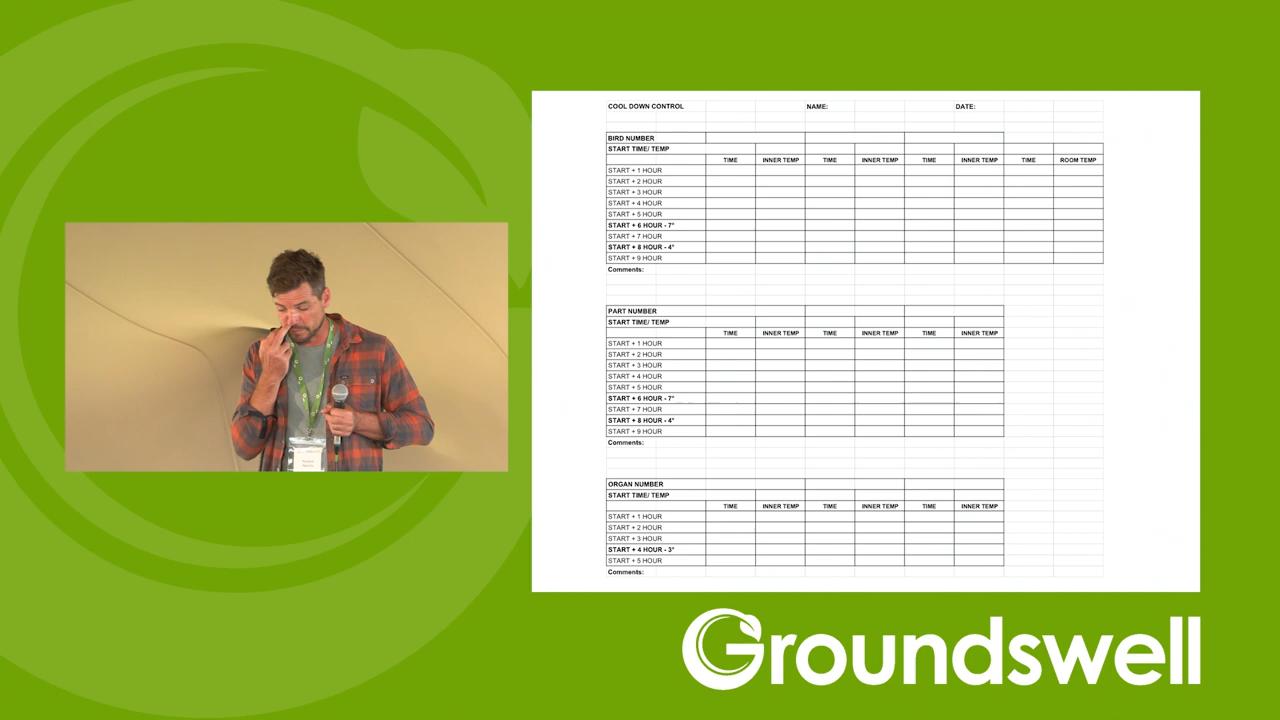 COOL DOWN CONTROL NAME: DATE:
BIRD NUMBER
START TIME/ TEMP
TIME INNER TEMP TIME INNER TEMP TIME INNER TEMP TIME ROOM TEMP
START + 1 HOUR
START + 2 HOUR
START + 3 HOUR
START + 4 HOUR
START + 5 HOUR
START + 6 HOUR - 7°
START + 7 HOUR
START + 8 HOUR - 4°
START + 9 HOUR
Comments:
PART NUMBER
START TIME/ TEMP
TIME INNER TEMP TIME INNER TEMP TIME INNER TEMP
START + 1 HOUR
START + 2 HOUR
START + 3 HOUR
START + 4 HOUR
START + 5 HOUR
START + 6 HOUR - 7°
START + 7 HOUR
START + 8 HOUR - 4°
START + 9 HOUR
Comments:
ORGAN NUMBER
START TIME/ TEMP
TIME INNER TEMP TIME INNER TEMP TIME INNER TEMP
START + 1 HOUR
START + 2 HOUR
START + 3 HOUR
START + 4 HOUR - 3°
START + 5 HOUR
Comments:
Groundswell